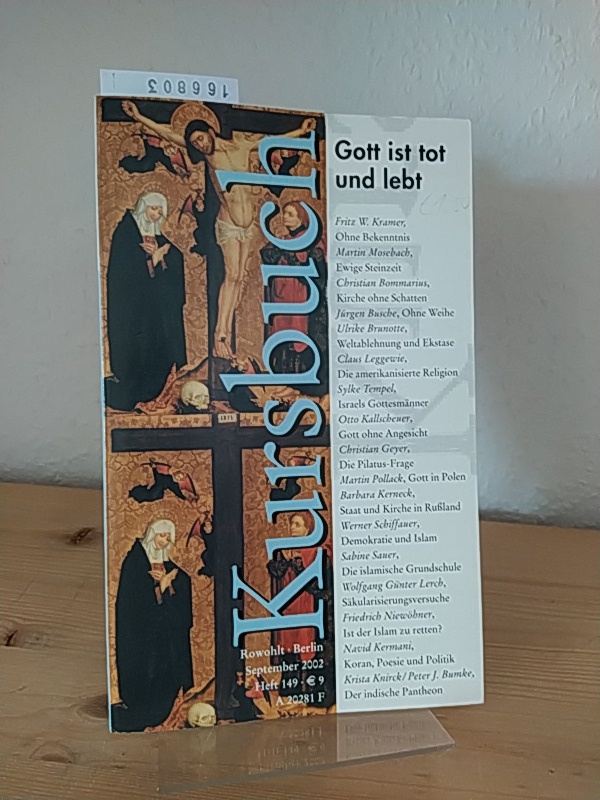 166803
Kursbuch
Rowohlt · Berlin
September 2002
Heft 149 · € 9
A 20281 F
Gott ist tot
und lebt
Fritz W. Kramer,
Ohne Bekenntnis
Martin Mosebach,
Ewige Steinzeit
Christian Bommarius,
Kirche ohne Schatten
Jürgen Busche, Ohne Weihe
Ulrike Brunotte,
Weltablehnung und Ekstase
Claus Leggewie,
Die amerikanisierte Religion
Sylke Tempel,
Israels Gottesmänner
Otto Kallscheuer,
Gott ohne Angesicht
Christian Geyer,
Die Pilatus-Frage
Martin Pollack, Gott in Polen
Barbara Kerneck,
Staat und Kirche in Rußland
Werner Schiffauer,
Demokratie und Islam
Sabine Sauer,
Die islamische Grundschule
Wolfgang Günter Lerch,
Säkularisierungsversuche
Friedrich Niewöhner,
Ist der Islam zu retten?
Navid Kermani,
Koran, Poesie und Politik
Krista Knirck/Peter J. Bumke,
Der indische Pantheon